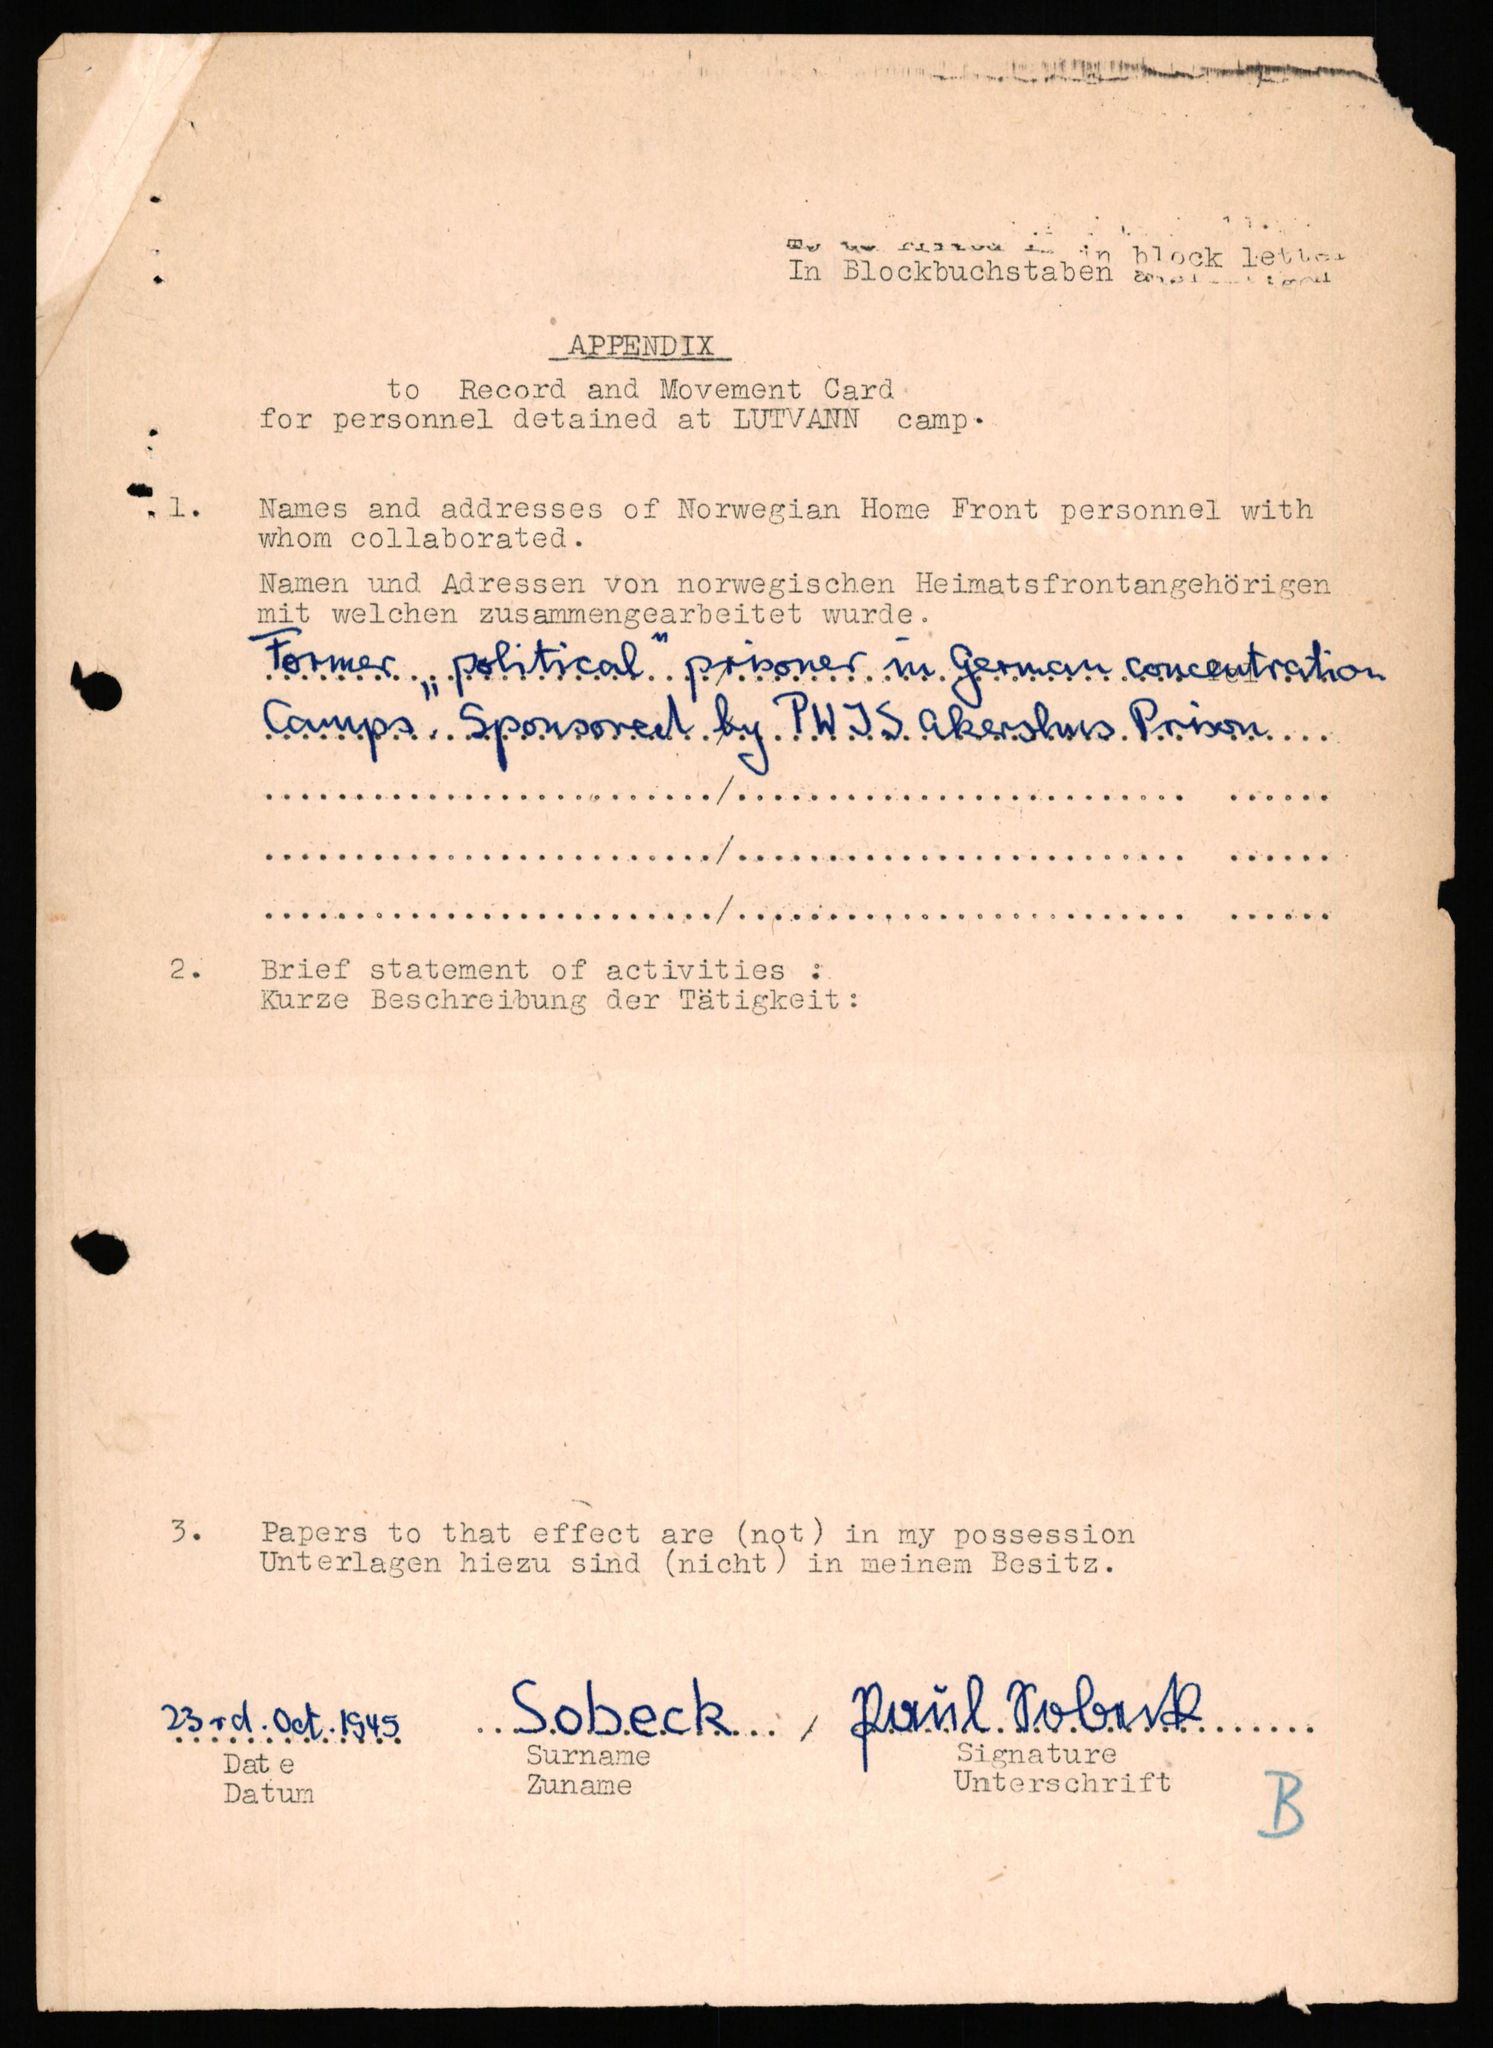 in block letter
In Blockbuchstaben
APPENDIX
to Record and Movement Card
for personnel detained at LUTVANN camp.
1. Names and addresses of Norwegian Home Front personnel with
whom collaborated.
Namen und Adressen von norwegischen Heimatsfrontangehörigen
mit welchen zusammengearbeitet wurde.
Former „political" prisoner in German concentration
Camps. Sponsored by PWIS Akershus Prison
/
/
/
2. Brief statement of activities :
Kurze Beschreibung der Tätigkeit:
3. Papers to that effect are (not) in my possession
Unterlagen hiezu sind (nicht) in meinem Besitz.
23rd. Oct. 1945 Sobeck , Paul Sobeck
Date Surname Signature
Datum Zuname Unterschrift
B